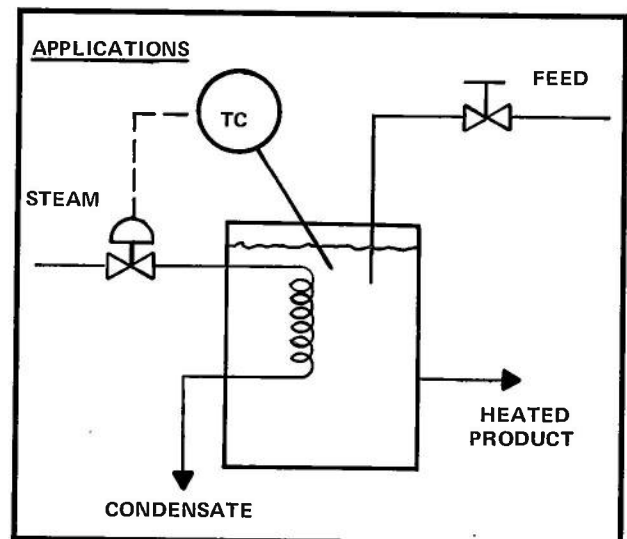 APPLICATIONS
FEED
TC
STEAM
HEATED
PRODUCT
CONDENSATE